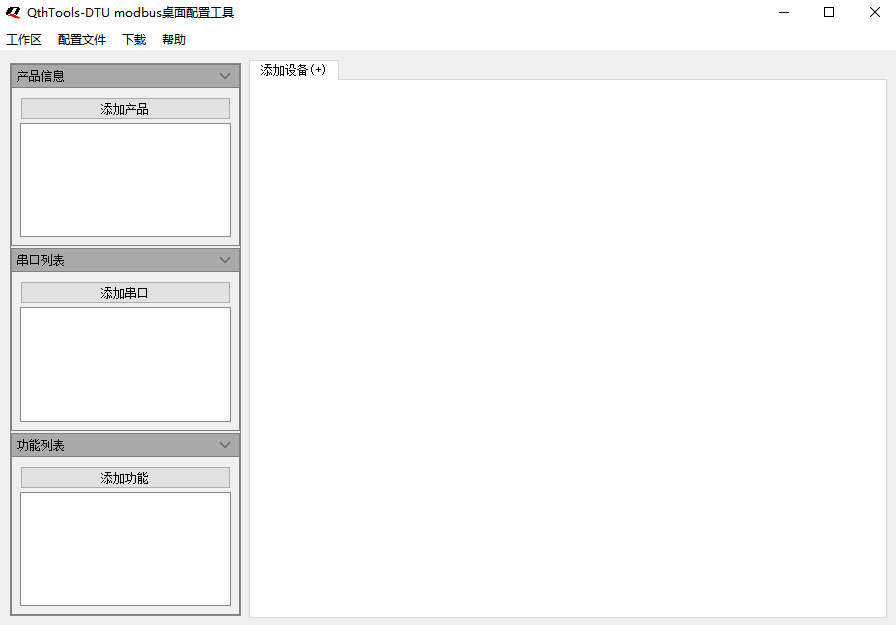 QthTools-DTU modbus桌面配置工具
工作区 配置文件 下载 帮助
产品信息
添加产品
串口列表
添加串口
功能列表
添加功能
添加设备(+)